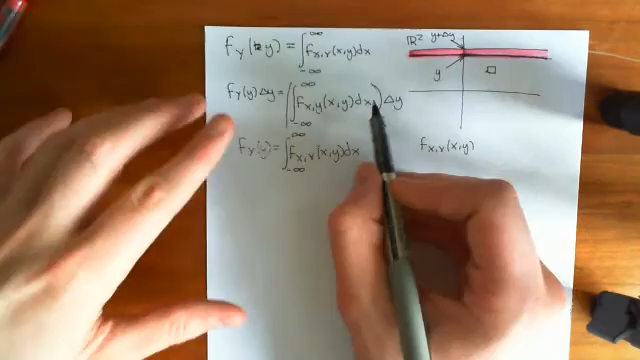 f_Y(y) = ∫_{-∞}^{∞} f_{X,Y}(x,y)dx
f_Y(y) Δy = (∫_{-∞}^{∞} f_{X,Y}(x,y)dx) Δy
f_Y(y) = ∫_{-∞}^{∞} f_{X,Y}(x,y)dx
ℝ² y+Δy
y
f_{X,Y}(x,y)